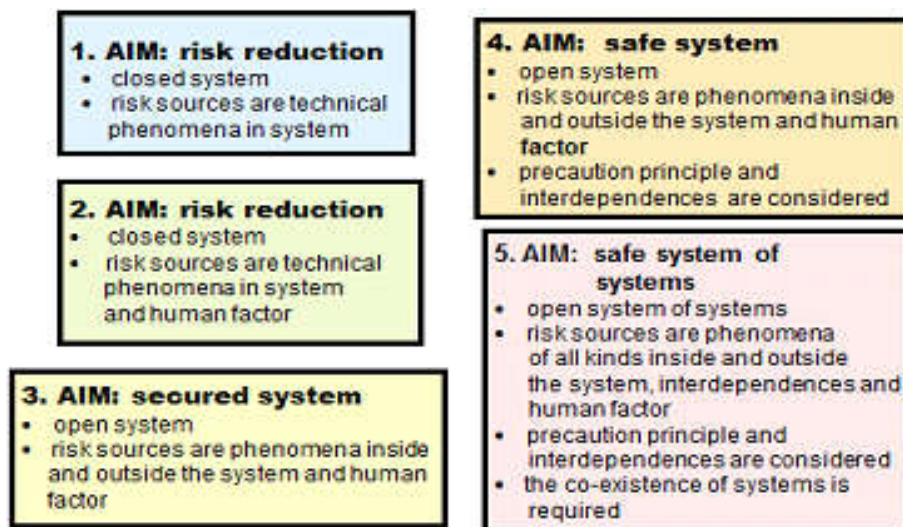 1. AIM: risk reduction
• closed system
• risk sources are technical
phenomena in system
2. AIM: risk reduction
• closed system
• risk sources are technical
phenomena in system
and human factor
3. AIM: secured system
• open system
• risk sources are phenomena inside
and outside the system and human
factor
4. AIM: safe system
• open system
• risk sources are phenomena inside
and outside the system and human
factor
• precaution principle and
interdependences are considered
5. AIM: safe system of
systems
• open system of systems
• risk sources are phenomena
of all kinds inside and outside
the system, interdependences and
human factor
• precaution principle and
interdependences are considered
• the co-existence of systems is
required